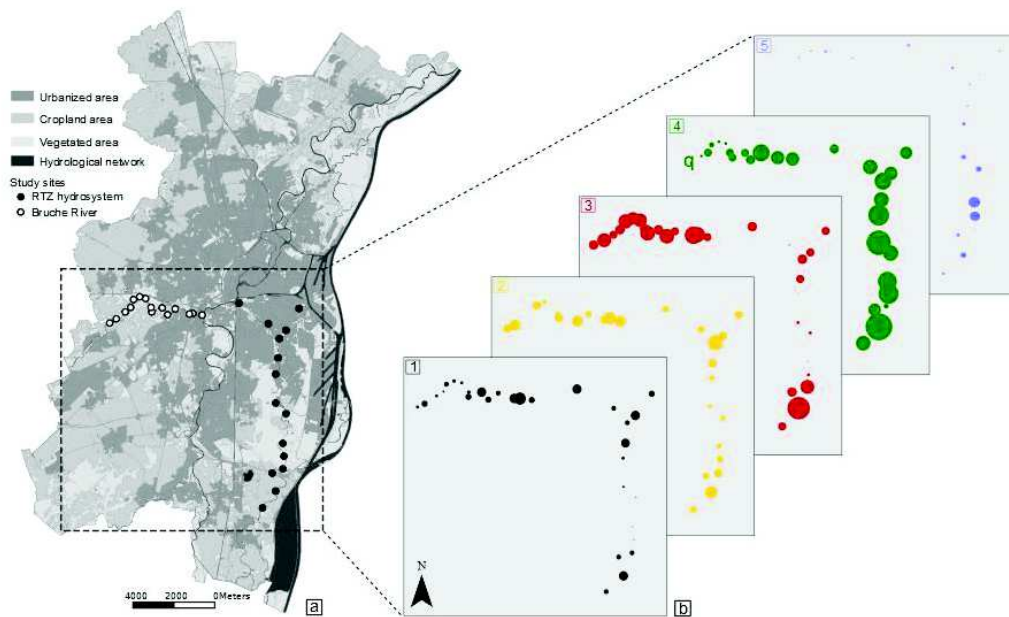 Urbanized area
Cropland area
Vegetated area
Hydrological network
Study sites
RTZ hydrosystem
Bruche River
4000 2000 0Meters
a
5
4
q
3
2
1
N
b